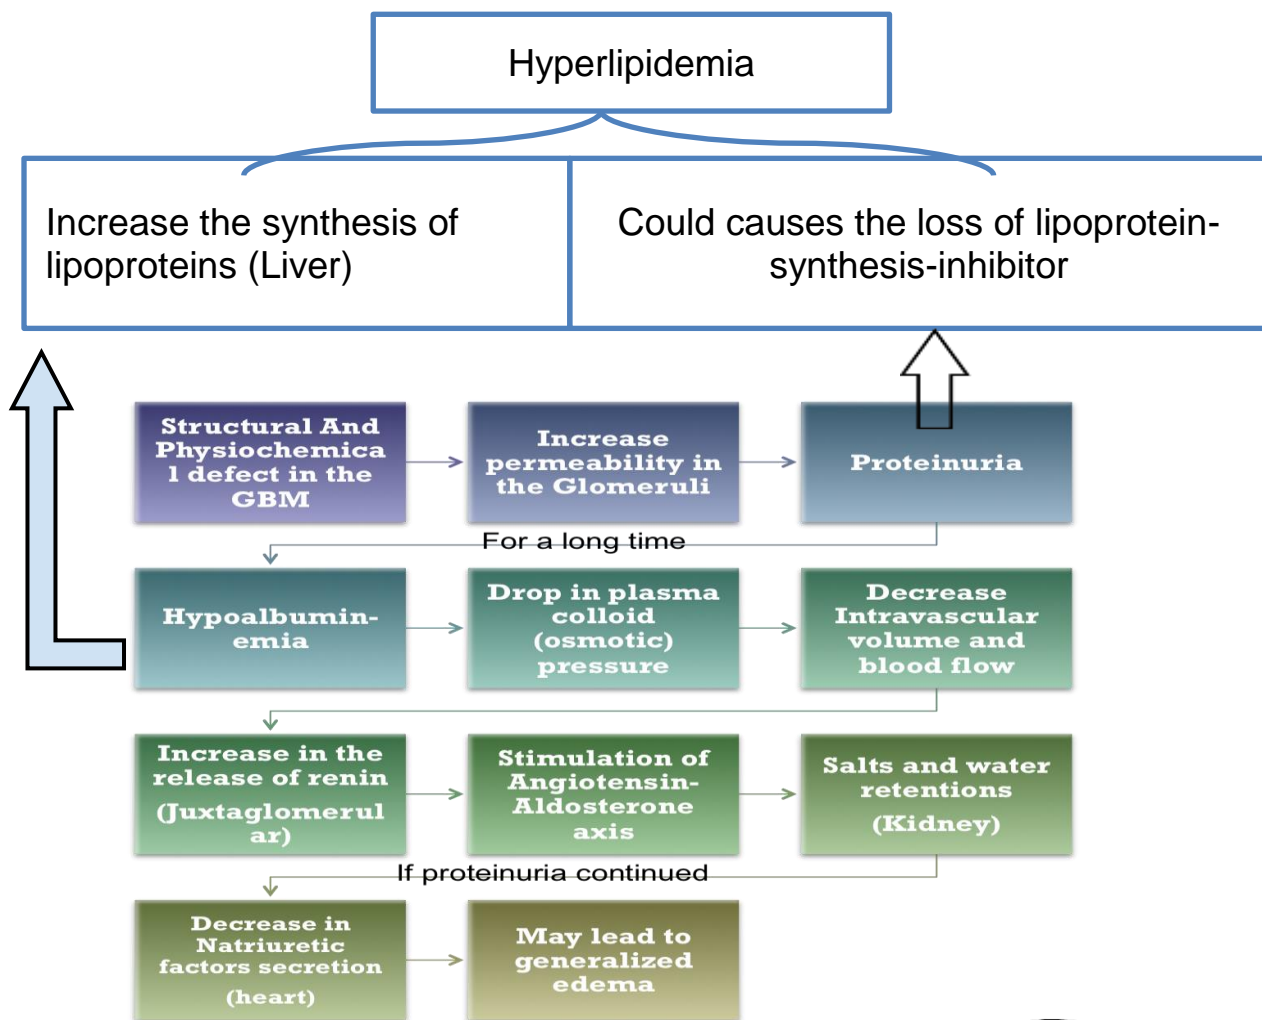 Hyperlipidemia
Increase the synthesis of
lipoproteins (Liver)
Could causes the loss of lipoprotein-
synthesis-inhibitor
Structural And
Physiochemica
l defect in the
GBM
Increase
permeability in
the Glomeruli
Proteinuria
For a long time
Hypoalbumin-
emia
Drop in plasma
colloid
(osmotic)
pressure
Decrease
Intravascular
volume and
blood flow
Increase in the
release of renin
(Juxtaglomerul
ar)
Stimulation of
Angiotensin-
Aldosterone
axis
Salts and water
retentions
(Kidney)
If proteinuria continued
Decrease in
Natriuretic
factors secretion
(heart)
May lead to
generalized
edema